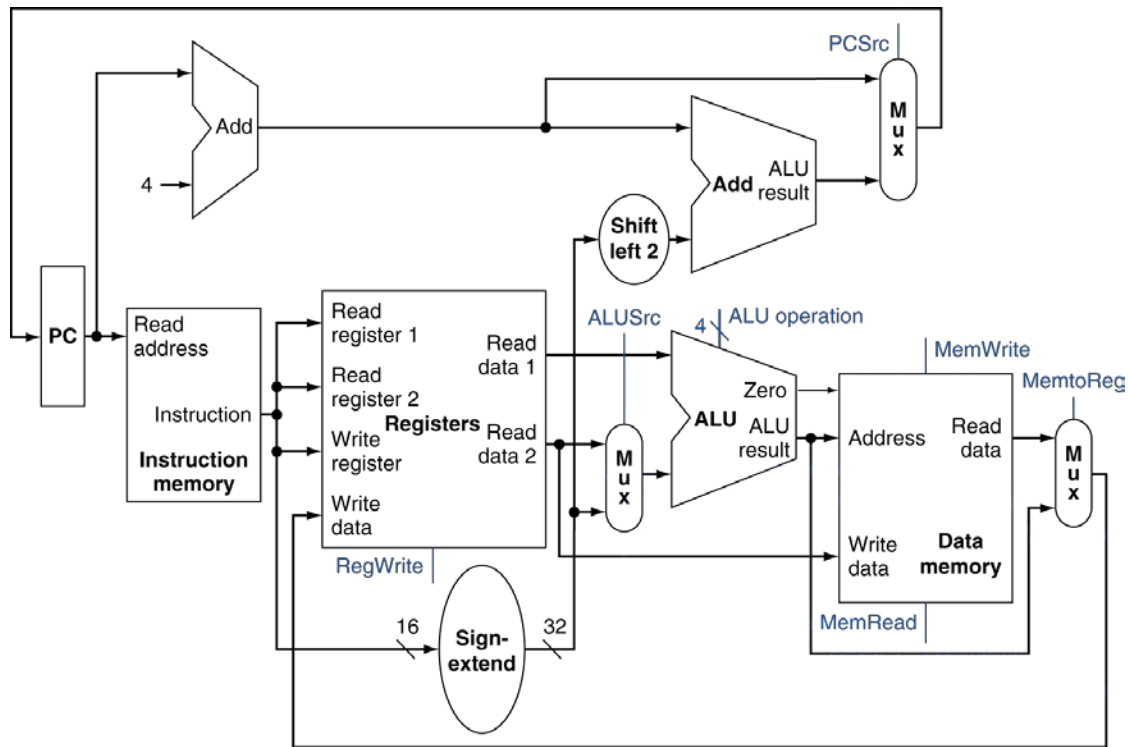 PCSrc
Add
4
M
u
x
ALU
Add result
Shift
left 2
PC
Read
address
Instruction
Instruction
memory
Read
register 1
Read
register 2
Registers
Write
register
Write
data
Read
data 1
Read
data 2
RegWrite
16
Sign-
extend
32
ALUSrc
M
u
x
4
ALU operation
Zero
ALU
ALU
result
MemWrite
Address
Read
data
Write
data
Data
memory
MemRead
MemtoReg
M
u
x